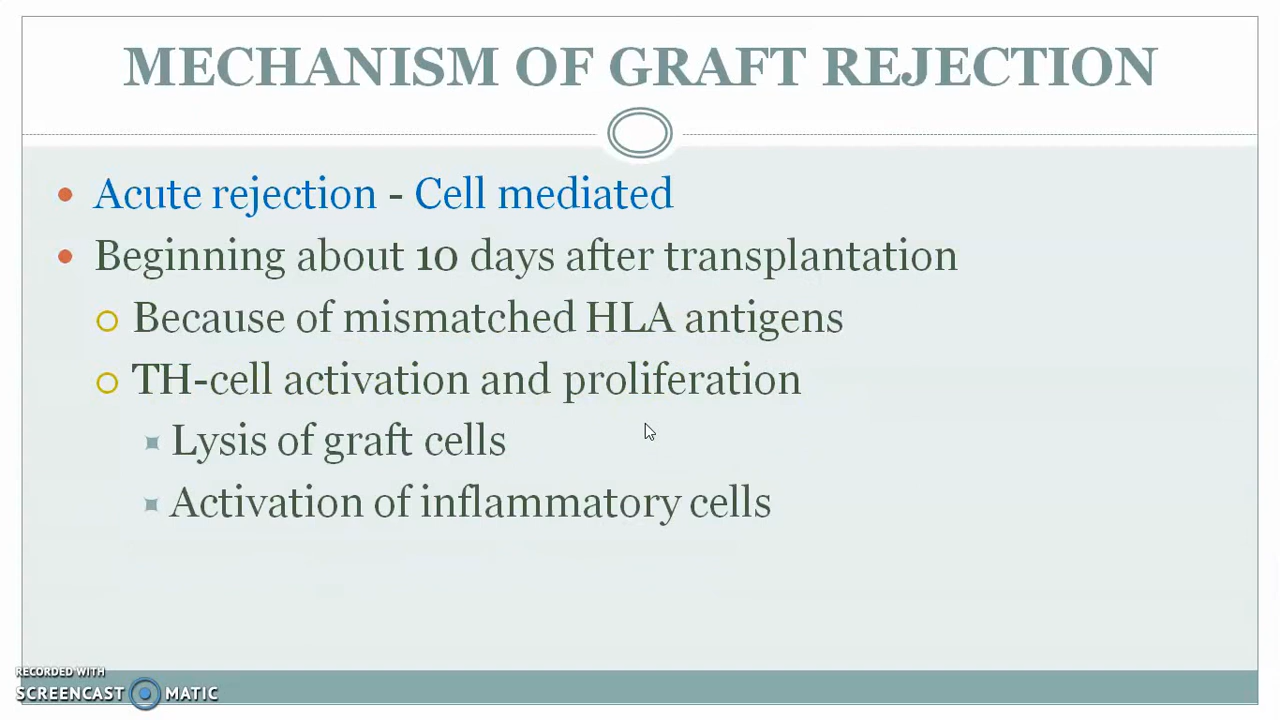 MECHANISM OF GRAFT REJECTION
Acute rejection - Cell mediated
Beginning about 10 days after transplantation
Because of mismatched HLA antigens
TH-cell activation and proliferation
Lysis of graft cells
Activation of inflammatory cells
RECORDED WITH
SCREENCAST MATIC